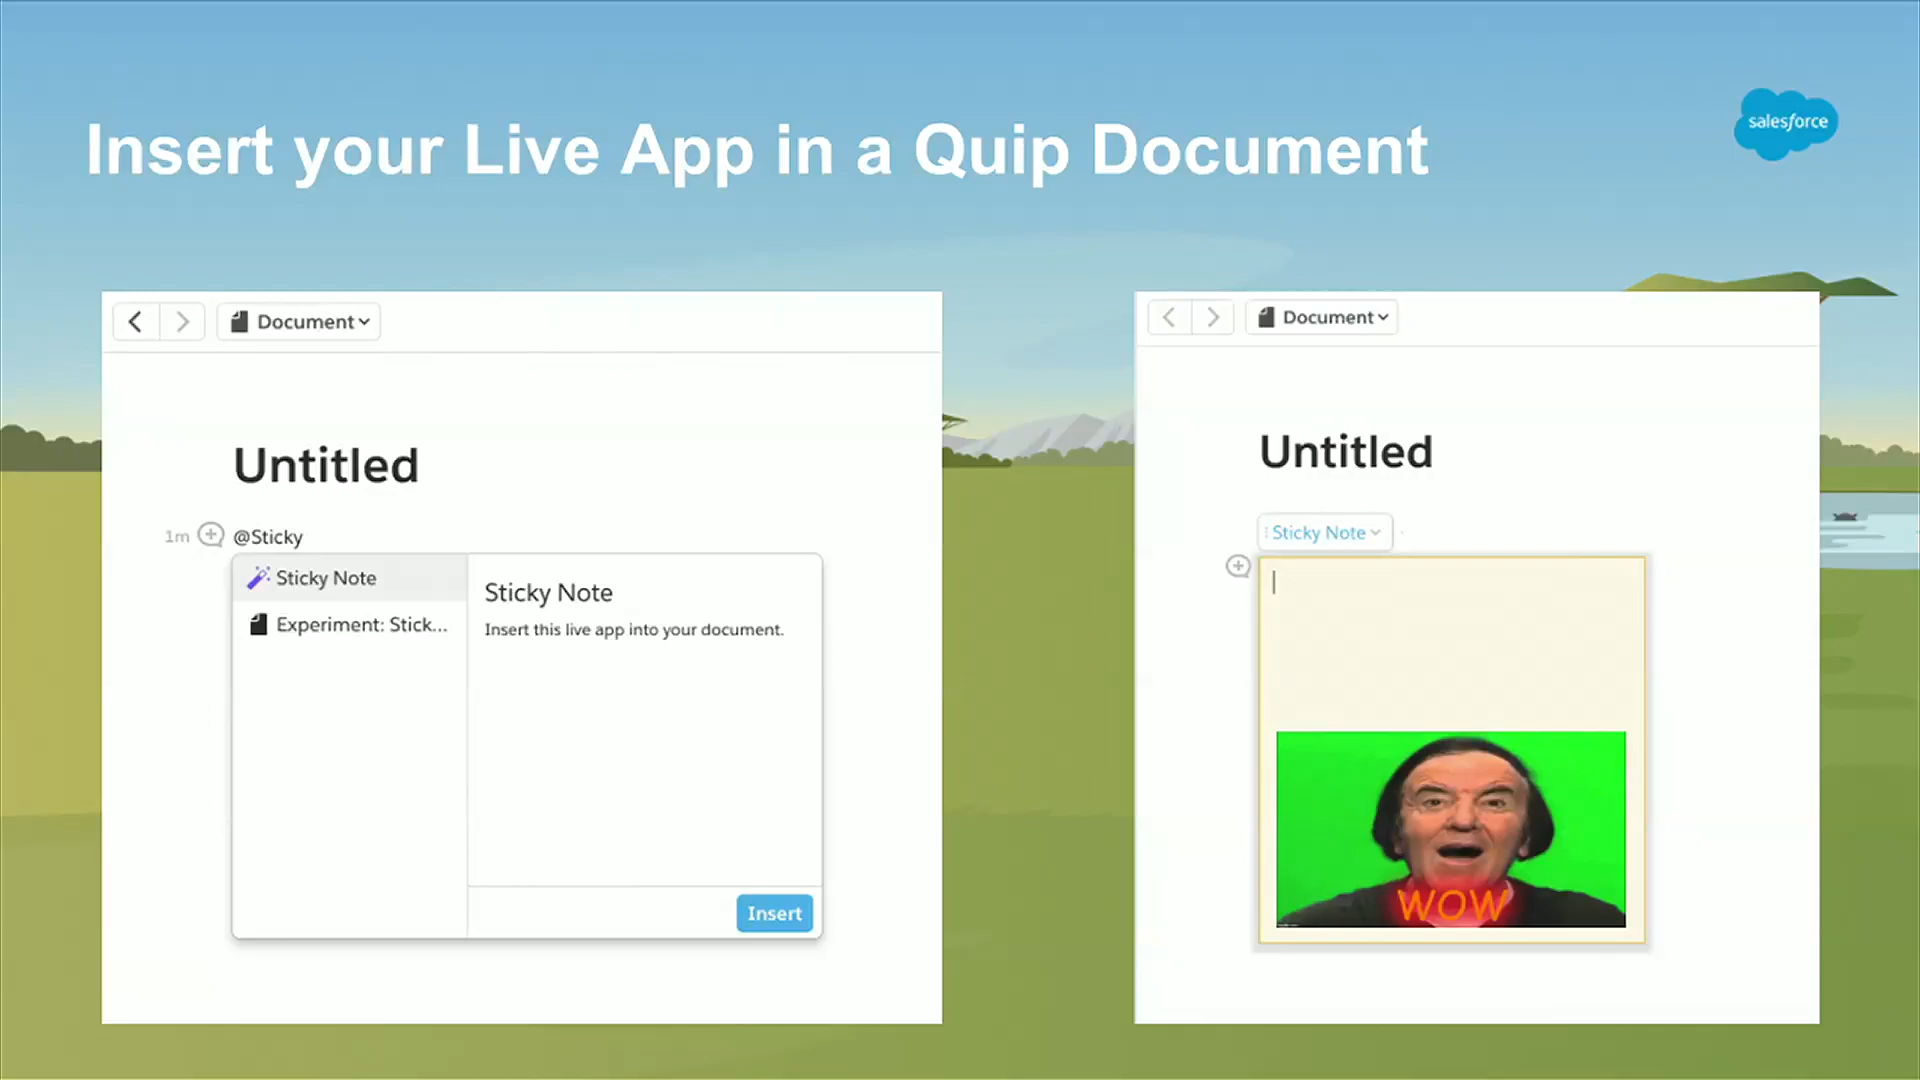 Insert your Live App in a Quip Document
salesforce
Document
Untitled
1m
@Sticky
Sticky Note
Experiment: Stick...
Sticky Note
Insert this live app into your document.
Insert
Document
Untitled
Sticky Note
WOW